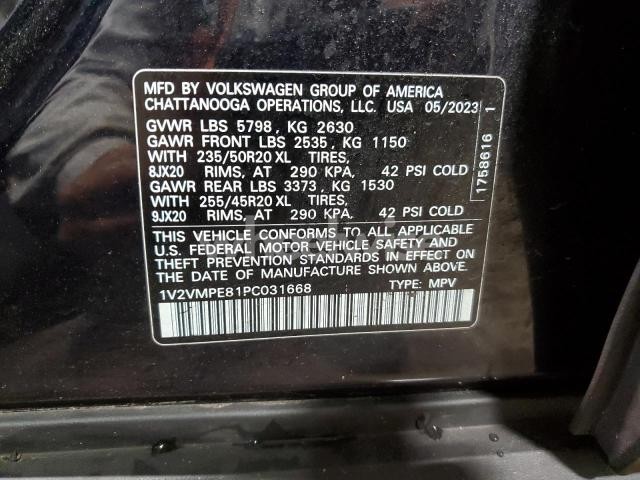 MFD BY VOLKSWAGEN GROUP OF AMERICA
CHATTANOOGA OPERATIONS, LLC. USA 05/2023
GVWR LBS 5798, KG 2630
GAWR FRONT LBS 2535, KG 1150
WITH 235/50R20 XL TIRES,
8JX20 RIMS, AT 290 KPA, 42 PSI COLD
GAWR REAR LBS 3373, KG 1530
WITH 255/45R20 XL TIRES,
9JX20 RIMS, AT 290 KPA, 42 PSI COLD
THIS VEHICLE CONFORMS TO ALL APPLICABLE
U.S. FEDERAL MOTOR VEHICLE SAFETY AND
THEFT PREVENTION STANDARDS IN EFFECT ON
THE DATE OF MANUFACTURE SHOWN ABOVE.
1V2VMPE81PC031668 TYPE: MPV
1758616 1